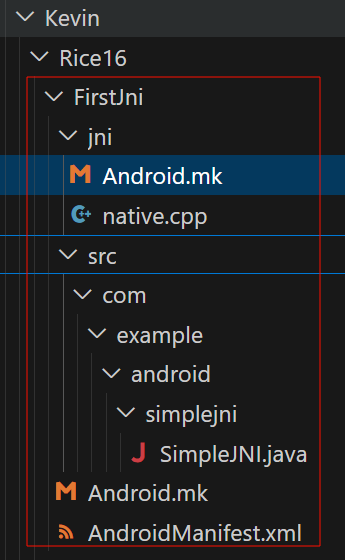 Kevin
Rice16
FirstJni
jni
Android.mk
native.cpp
src
com
example
android
simplejni
SimpleJNI.java
Android.mk
AndroidManifest.xml